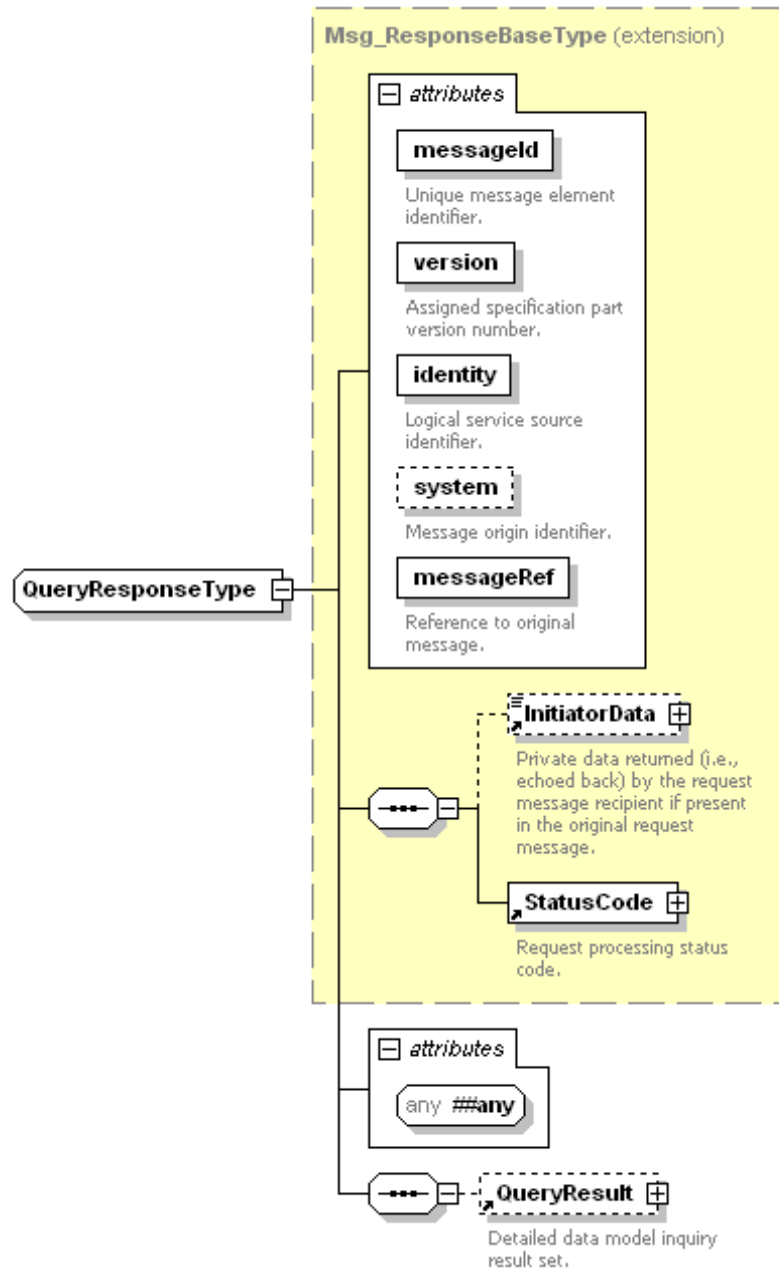 Msg_ResponseBaseType (extension)
attributes
messageId
Unique message element
identifier.
version
Assigned specification part
version number.
identity
Logical service source
identifier.
system
Message origin identifier.
messageRef
Reference to original
message.
QueryResponseType
InitiatorData
Private data returned (i.e.,
echoed back) by the request
message recipient if present
in the original request
message.
StatusCode
Request processing status
code.
attributes
any ##any
QueryResult
Detailed data model inquiry
result set.